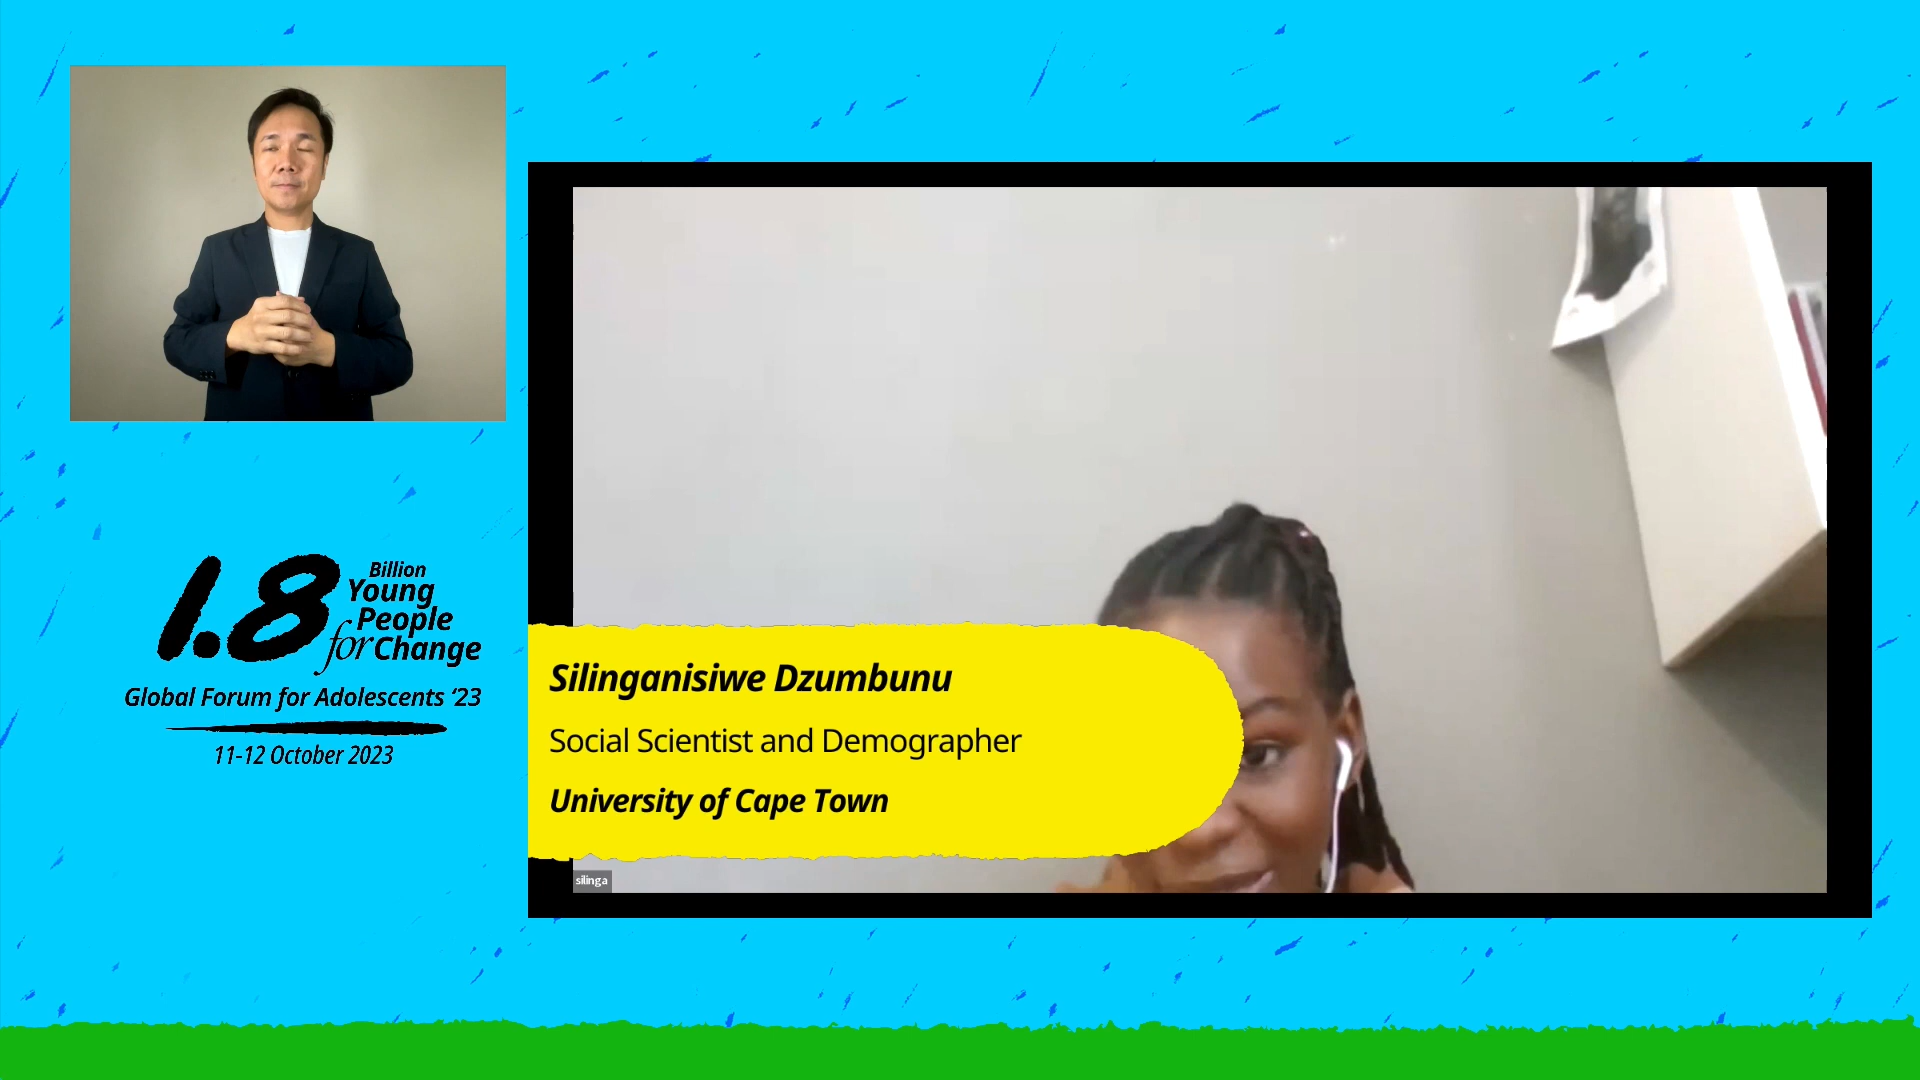 1.8 Billion
Young
People
for Change
Global Forum for Adolescents ‘23
11-12 October 2023
Silinganisiwe Dzumbunu
Social Scientist and Demographer
University of Cape Town
silinga